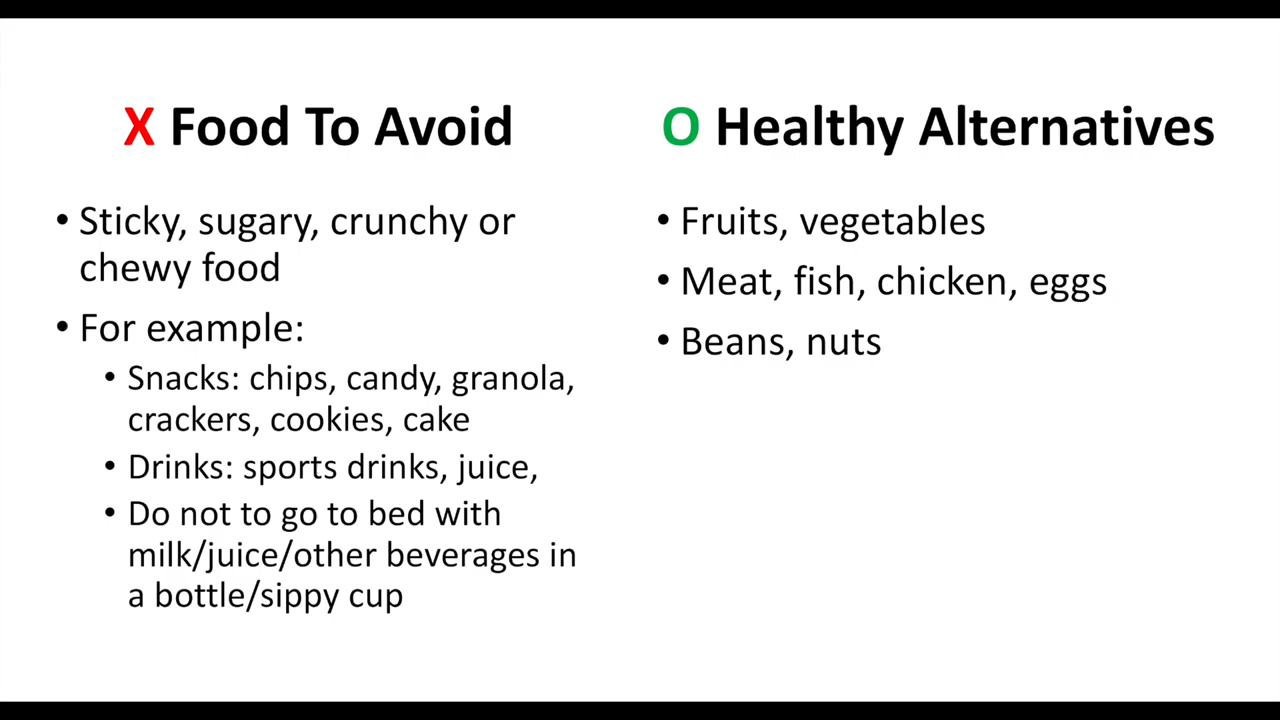 X Food To Avoid
• Sticky, sugary, crunchy or
chewy food
• For example:
• Snacks: chips, candy, granola,
crackers, cookies, cake
• Drinks: sports drinks, juice,
• Do not to go to bed with
milk/juice/other beverages in
a bottle/sippy cup
O Healthy Alternatives
• Fruits, vegetables
• Meat, fish, chicken, eggs
• Beans, nuts